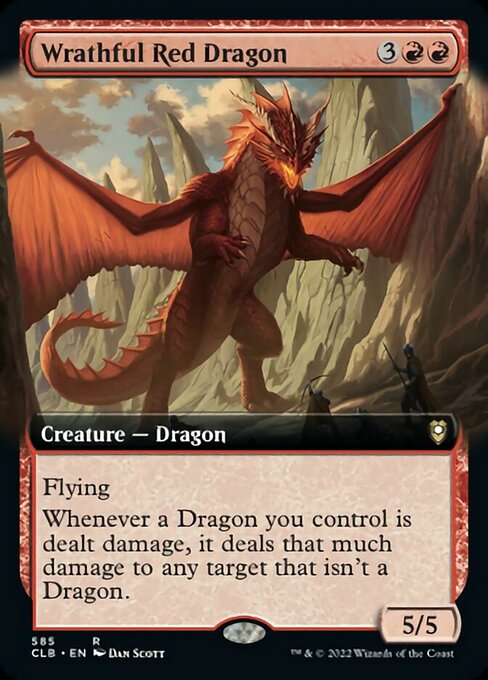 Wrathful Red Dragon 3
Creature — Dragon
Flying
Whenever a Dragon you control is
dealt damage, it deals that much
damage to any target that isn't a
Dragon.
5/5
585 R
CLB • EN Dan Scott
™ & © 2022 Wizards of the Coast